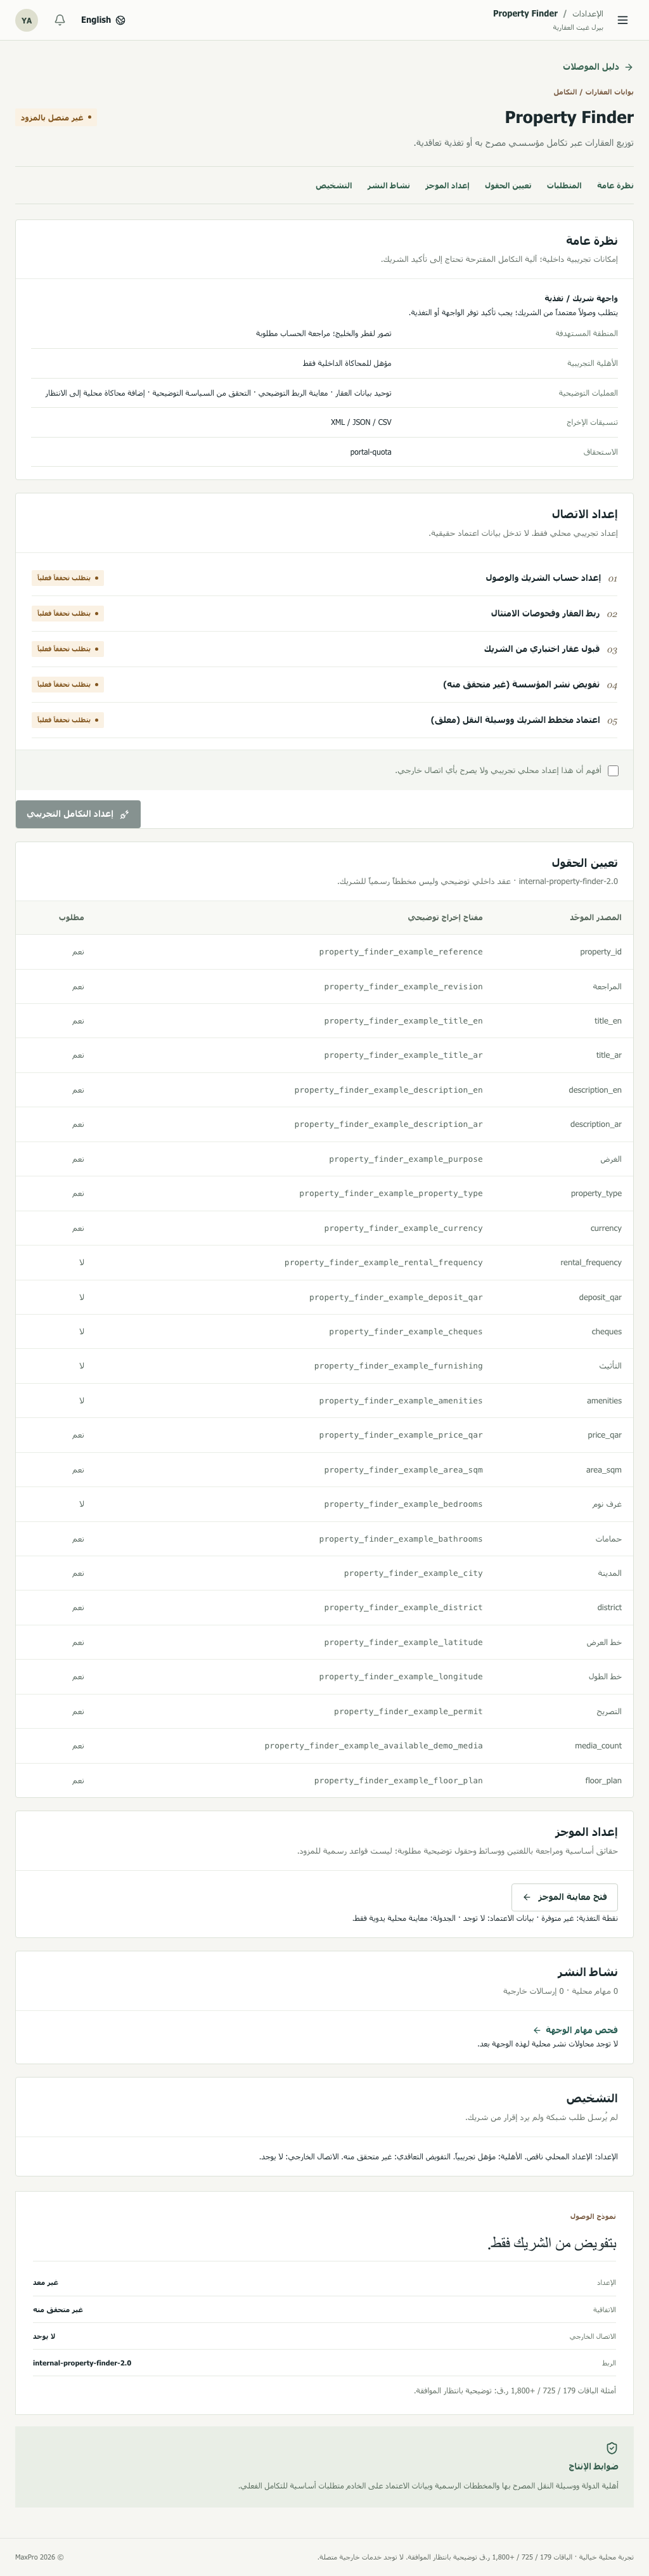 الإعدادات / Property Finder
بيرل غيت العقارية
English
YA
دليل الموصلات
بوابات العقارات / التكامل
Property Finder
غير متصل بالمزود
توزيع العقارات عبر تكامل مؤسسي مصرح به أو تغذية تعاقدية.
نظرة عامة المتطلبات تعيين الحقول إعداد الموجز نشاط النشر التشخيص
نظرة عامة
إمكانات تجريبية داخلية؛ آلية التكامل المقترحة تحتاج إلى تأكيد الشريك.
واجهة شريك / تغذية
يتطلب وصولاً معتمداً من الشريك؛ يجب تأكيد توفر الواجهة أو التغذية.
المنطقة المستهدفة تصور لقطر والخليج؛ مراجعة الحساب مطلوبة
الأهلية التجريبية مؤهل للمحاكاة الداخلية فقط
العمليات التوضيحية توحيد بيانات العقار · معاينة الربط التوضيحي · التحقق من السياسة التوضيحية · إضافة محاكاة محلية إلى الانتظار
تنسيقات الإخراج XML / JSON / CSV
الاستحقاق portal-quota
إعداد الاتصال
إعداد تجريبي محلي فقط. لا تدخل بيانات اعتماد حقيقية.
01 إعداد حساب الشريك والوصول يتطلب تحققاً فعلياً
02 ربط العقار وفحوصات الامتثال يتطلب تحققاً فعلياً
03 قبول عقار اختباري من الشريك يتطلب تحققاً فعلياً
04 تفويض نشر المؤسسة (غير متحقق منه) يتطلب تحققاً فعلياً
05 اعتماد مخطط الشريك ووسيلة النقل (معلق) يتطلب تحققاً فعلياً
أفهم أن هذا إعداد محلي تجريبي ولا يصرح بأي اتصال خارجي.
إعداد التكامل التجريبي
تعيين الحقول
internal-property-finder-2.0 · عقد داخلي توضيحي وليس مخططاً رسمياً للشريك.
المصدر الموحّد مفتاح إخراج توضيحي مطلوب
property_id property_finder_example_reference نعم
المراجعة property_finder_example_revision نعم
title_en property_finder_example_title_en نعم
title_ar property_finder_example_title_ar نعم
description_en property_finder_example_description_en نعم
description_ar property_finder_example_description_ar نعم
الغرض property_finder_example_purpose نعم
property_type property_finder_example_property_type نعم
currency property_finder_example_currency نعم
rental_frequency property_finder_example_rental_frequency لا
deposit_qar property_finder_example_deposit_qar لا
cheques property_finder_example_cheques لا
التأثيث property_finder_example_furnishing لا
amenities property_finder_example_amenities لا
price_qar property_finder_example_price_qar نعم
area_sqm property_finder_example_area_sqm نعم
غرف نوم property_finder_example_bedrooms لا
حمامات property_finder_example_bathrooms نعم
المدينة property_finder_example_city نعم
district property_finder_example_district نعم
خط العرض property_finder_example_latitude نعم
خط الطول property_finder_example_longitude نعم
التصريح property_finder_example_permit نعم
media_count property_finder_example_available_demo_media نعم
floor_plan property_finder_example_floor_plan نعم
إعداد الموجز
حقائق أساسية ومراجعة باللغتين ووسائط وحقول توضيحية مطلوبة؛ ليست قواعد رسمية للمزود.
فتح معاينة الموجز
نقطة التغذية: غير متوفرة · بيانات الاعتماد: لا توجد · الجدولة: معاينة محلية يدوية فقط.
نشاط النشر
0 مهام محلية · 0 إرسالات خارجية
فحص مهام الوجهة
لا توجد محاولات نشر محلية لهذه الوجهة بعد.
التشخيص
لم يُرسل طلب شبكة ولم يرد إقرار من شريك.
الإعداد: الإعداد المحلي ناقص. الأهلية: مؤهل تجريبياً. التفويض التعاقدي: غير متحقق منه. الاتصال الخارجي: لا يوجد.
نموذج الوصول
بتفويض من الشريك فقط.
الإعداد غير معد
الاتفاقية غير متحقق منه
الاتصال الخارجي لا يوجد
الربط internal-property-finder-2.0
أمثلة الباقات 179 / 725 / +1,800 ر.ق: توضيحية بانتظار الموافقة.
ضوابط الإنتاج
أهلية الدولة ووسيلة النقل المصرح بها والمخططات الرسمية وبيانات الاعتماد على الخادم متطلبات أساسية للتكامل الفعلي.
تجربة محلية خيالية · الباقات 179 / 725 / +1,800 ر.ق توضيحية بانتظار الموافقة. لا توجد خدمات خارجية متصلة.
© 2026 MaxPro